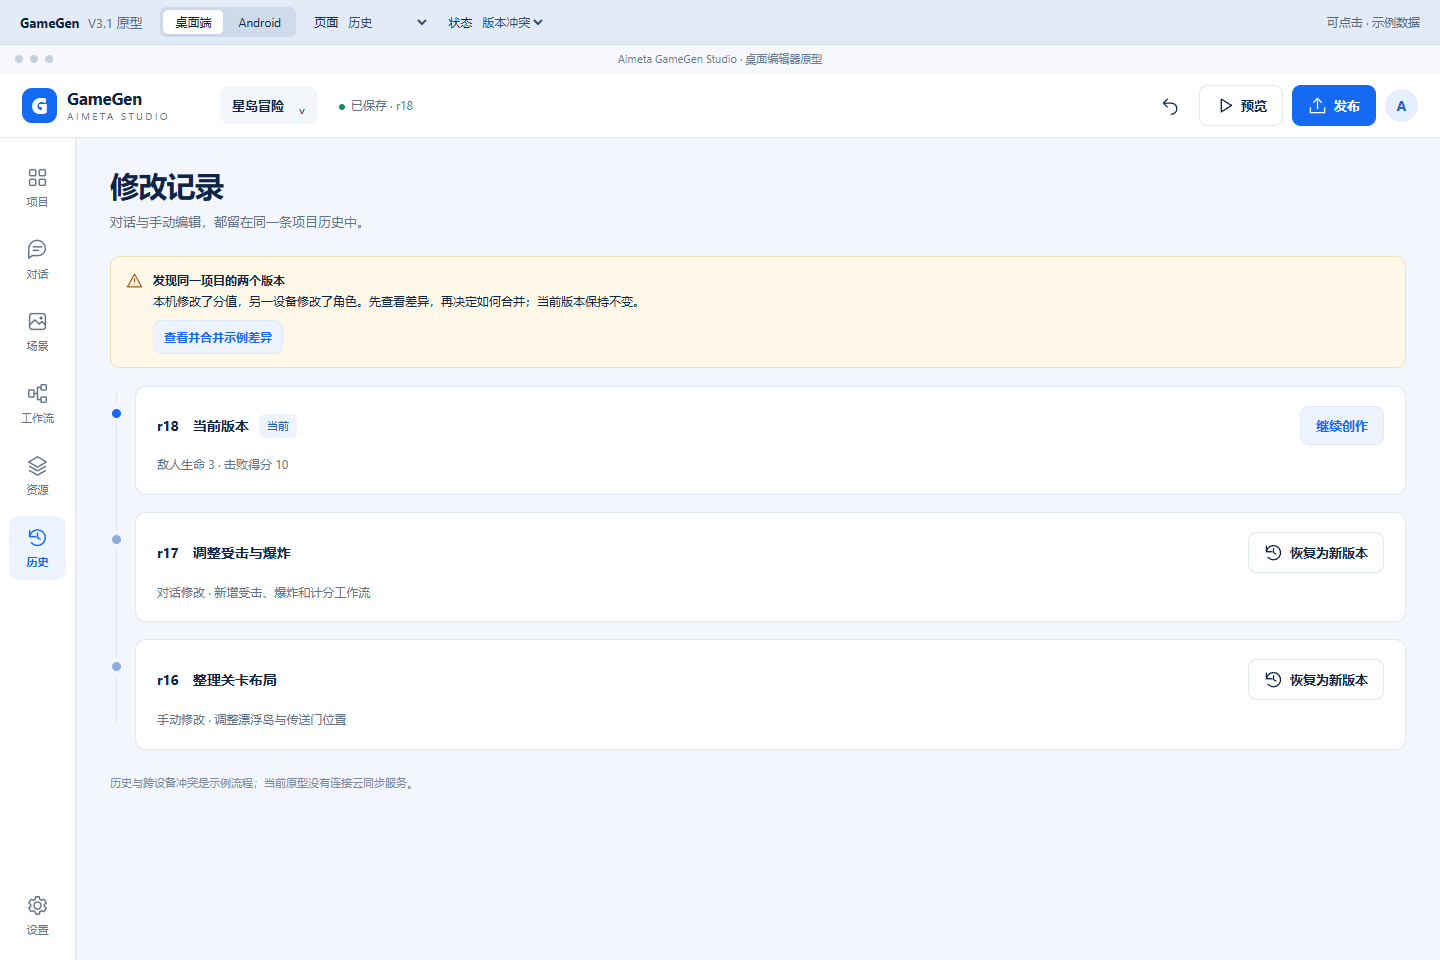 GameGen V3.1 原型 桌面端 Android 页面 历史 状态 版本冲突 可点击 · 示例数据
Aimeta GameGen Studio · 桌面编辑器原型
G GameGen
AIMETA STUDIO
星岛冒险
已保存 · r18
预览
发布
A
项目
对话
场景
工作流
资源
历史
设置
修改记录
对话与手动编辑，都留在同一条项目历史中。
发现同一项目的两个版本
本机修改了分值，另一设备修改了角色。先查看差异，再决定如何合并；当前版本保持不变。
查看并合并示例差异
r18 当前版本 当前
继续创作
敌人生命 3 · 击败得分 10
r17 调整受击与爆炸
恢复为新版本
对话修改 · 新增受击、爆炸和计分工作流
r16 整理关卡布局
恢复为新版本
手动修改 · 调整漂浮岛与传送门位置
历史与跨设备冲突是示例流程；当前原型没有连接云同步服务。